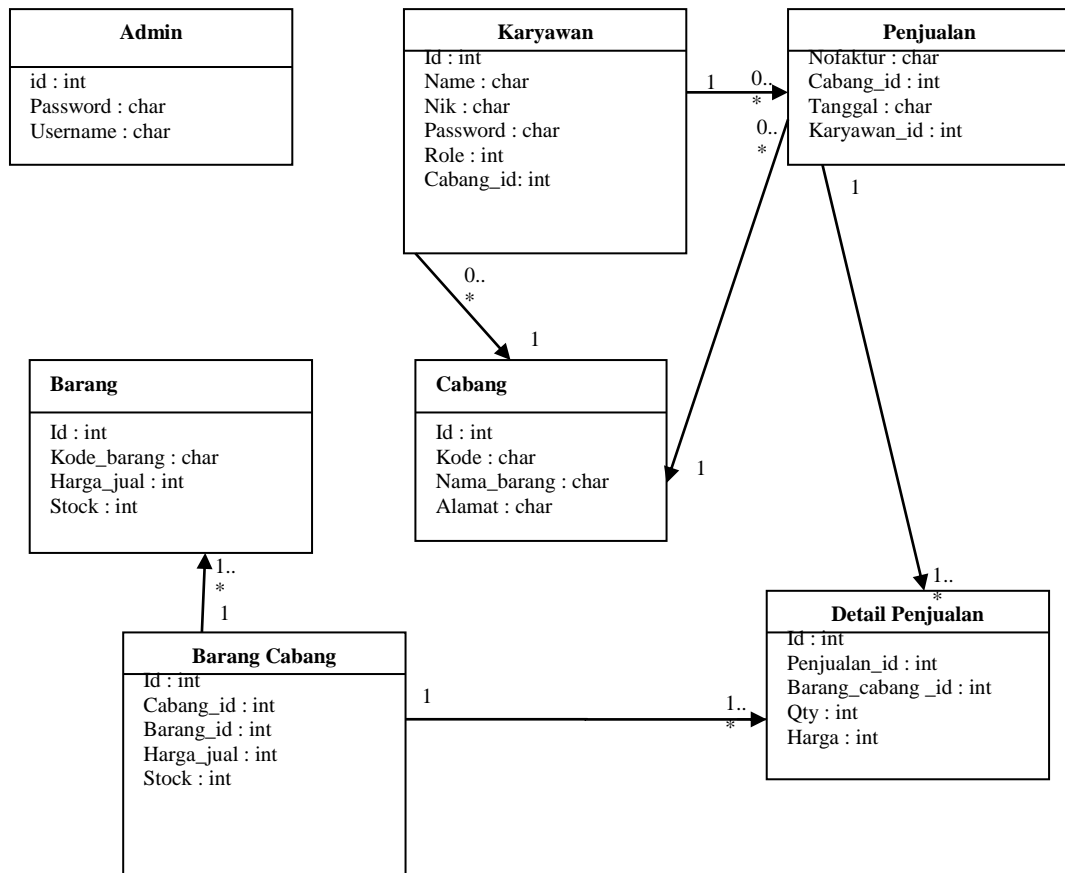 Admin
id : int
Password : char
Username : char
Karyawan
Id : int
Name : char
Nik : char
Password : char
Role : int
Cabang_id: int
1
0..
*
Penjualan
Nofaktur : char
Cabang_id : int
Tanggal : char
Karyawan_id : int
0..
*
1
0..
*
1
Barang
Id : int
Kode_barang : char
Harga_jual : int
Stock : int
Cabang
Id : int
Kode : char
Nama_barang : char
Alamat : char
1
1..
*
1
1..
*
Barang Cabang
Id : int
Cabang_id : int
Barang_id : int
Harga_jual : int
Stock : int
1
1..
*
Detail Penjualan
Id : int
Penjualan_id : int
Barang_cabang _id : int
Qty : int
Harga : int